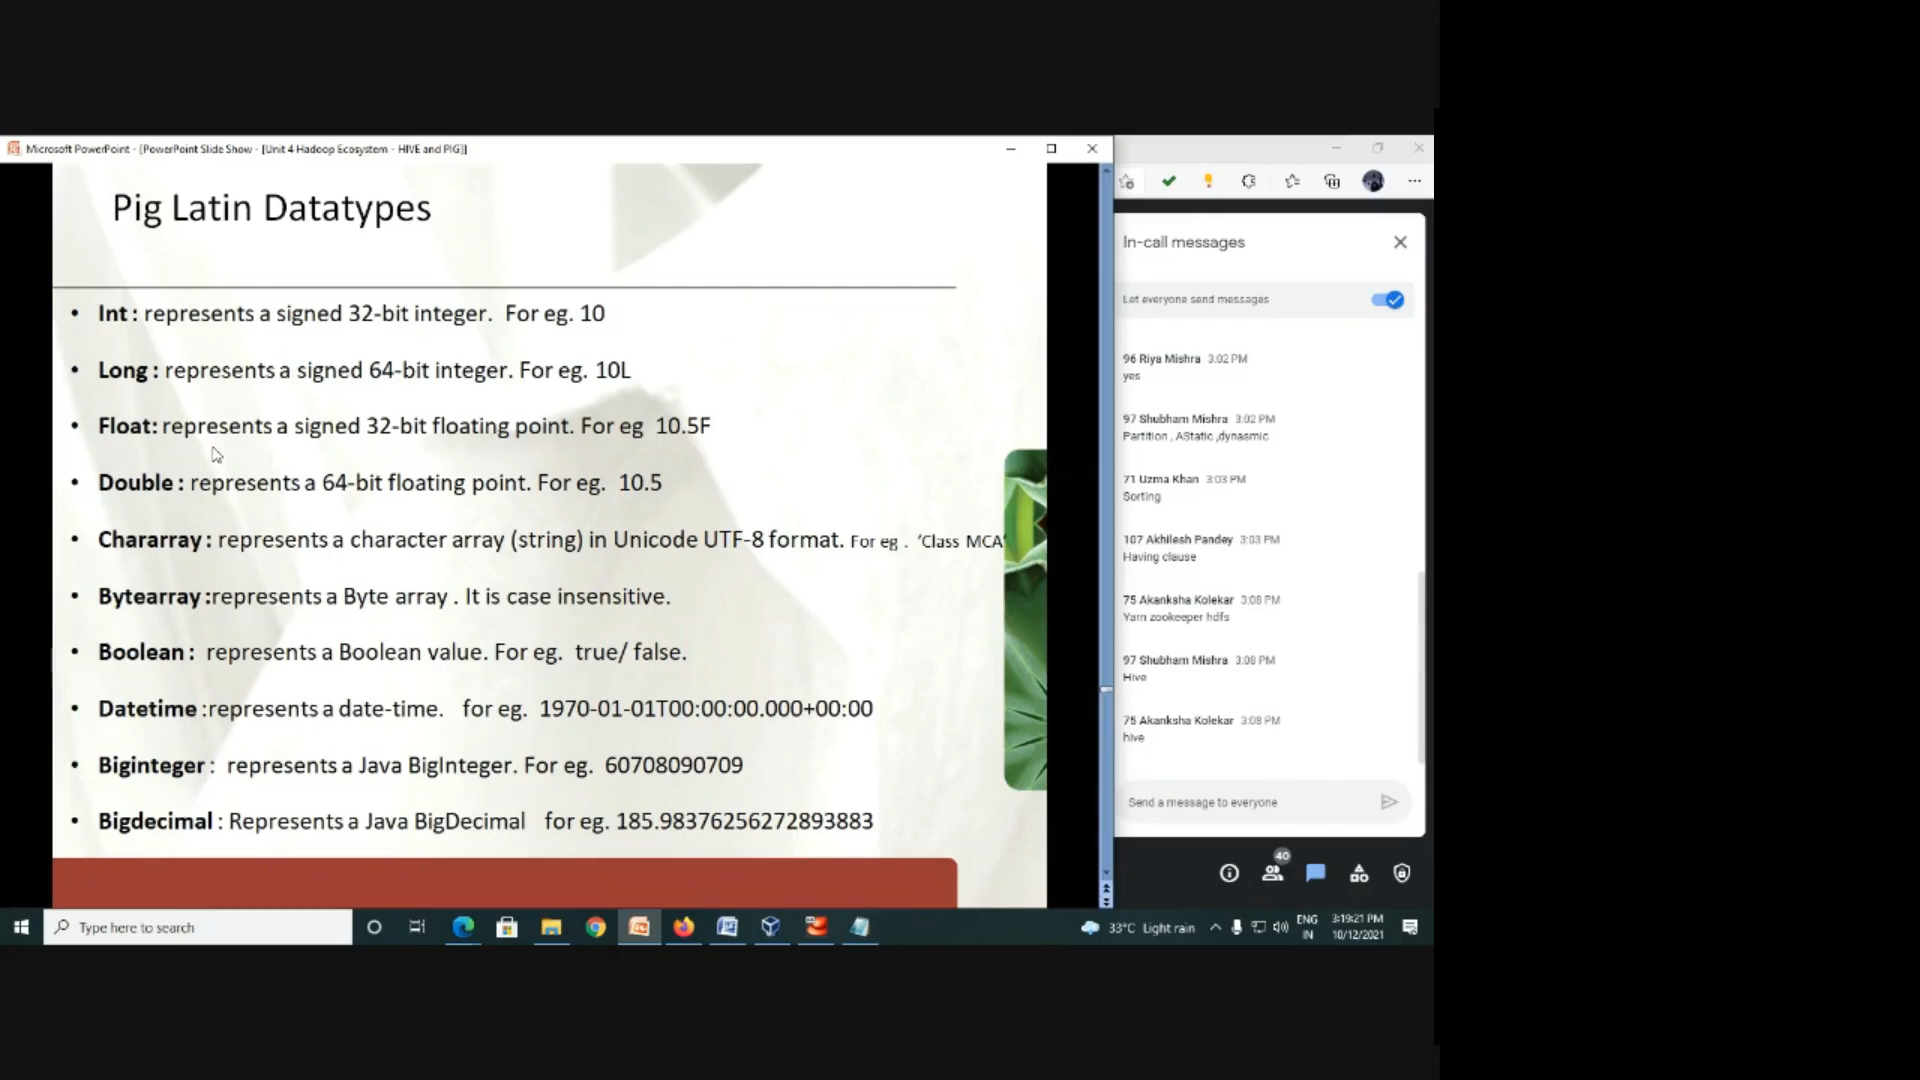 Microsoft PowerPoint - [PowerPoint Slide Show - [Unit 4 Hadoop Ecosystem - HIVE and PIG]]
Pig Latin Datatypes
• Int : represents a signed 32-bit integer. For eg. 10
• Long : represents a signed 64-bit integer. For eg. 10L
• Float: represents a signed 32-bit floating point. For eg 10.5F
• Double : represents a 64-bit floating point. For eg. 10.5
• Chararray : represents a character array (string) in Unicode UTF-8 format. For eg . ‘Class MCA’
• Bytearray :represents a Byte array . It is case insensitive.
• Boolean : represents a Boolean value. For eg. true/ false.
• Datetime :represents a date-time. for eg. 1970-01-01T00:00:00.000+00:00
• Biginteger : represents a Java BigInteger. For eg. 60708090709
• Bigdecimal : Represents a Java BigDecimal for eg. 185.98376256272893883
In-call messages
Let everyone send messages
96 Riya Mishra 3:02 PM
yes
97 Shubham Mishra 3:02 PM
Partition , AStatic ,dynasmic
71 Uzma Khan 3:03 PM
Sorting
107 Akhilesh Pandey 3:03 PM
Having clause
75 Akanksha Kolekar 3:08 PM
Yarn zookeeper hdfs
97 Shubham Mishra 3:08 PM
Hive
75 Akanksha Kolekar 3:08 PM
hive
Send a message to everyone
40
Type here to search
33°C Light rain
ENG
IN
3:19:21 PM
10/12/2021